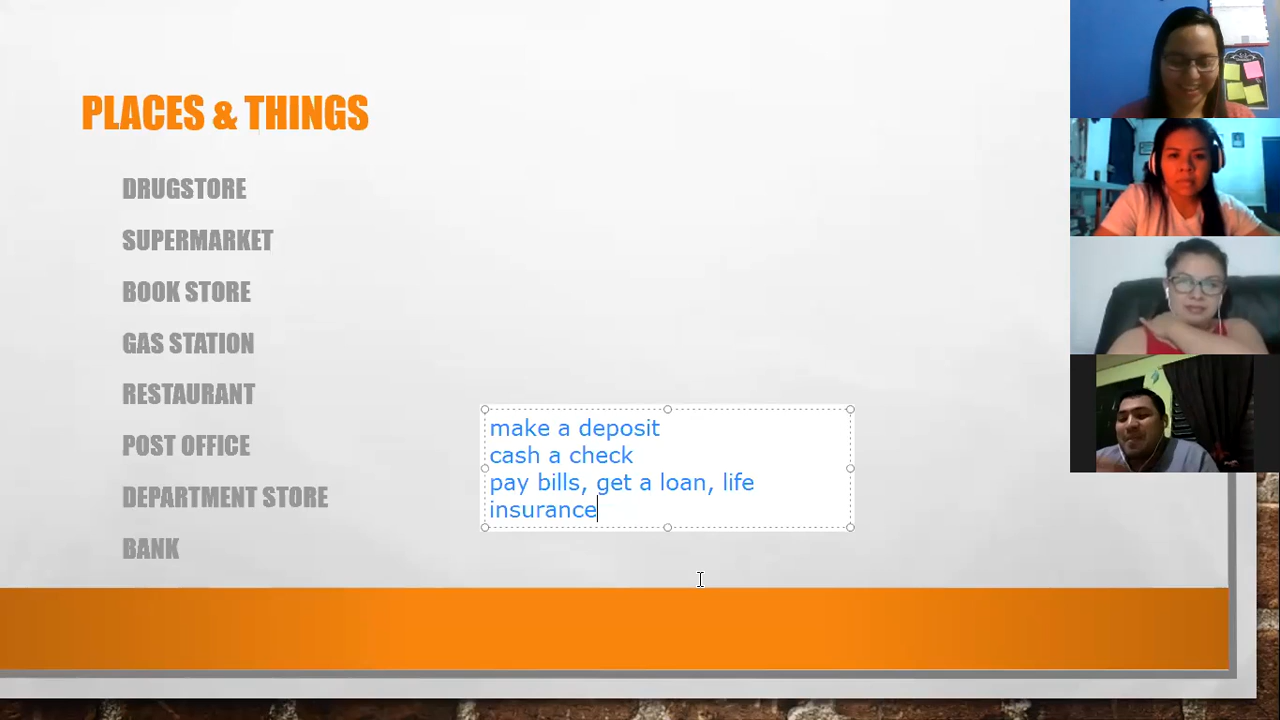 PLACES & THINGS
DRUGSTORE
SUPERMARKET
BOOK STORE
GAS STATION
RESTAURANT
POST OFFICE
DEPARTMENT STORE
BANK
make a deposit
cash a check
pay bills, get a loan, life
insurance